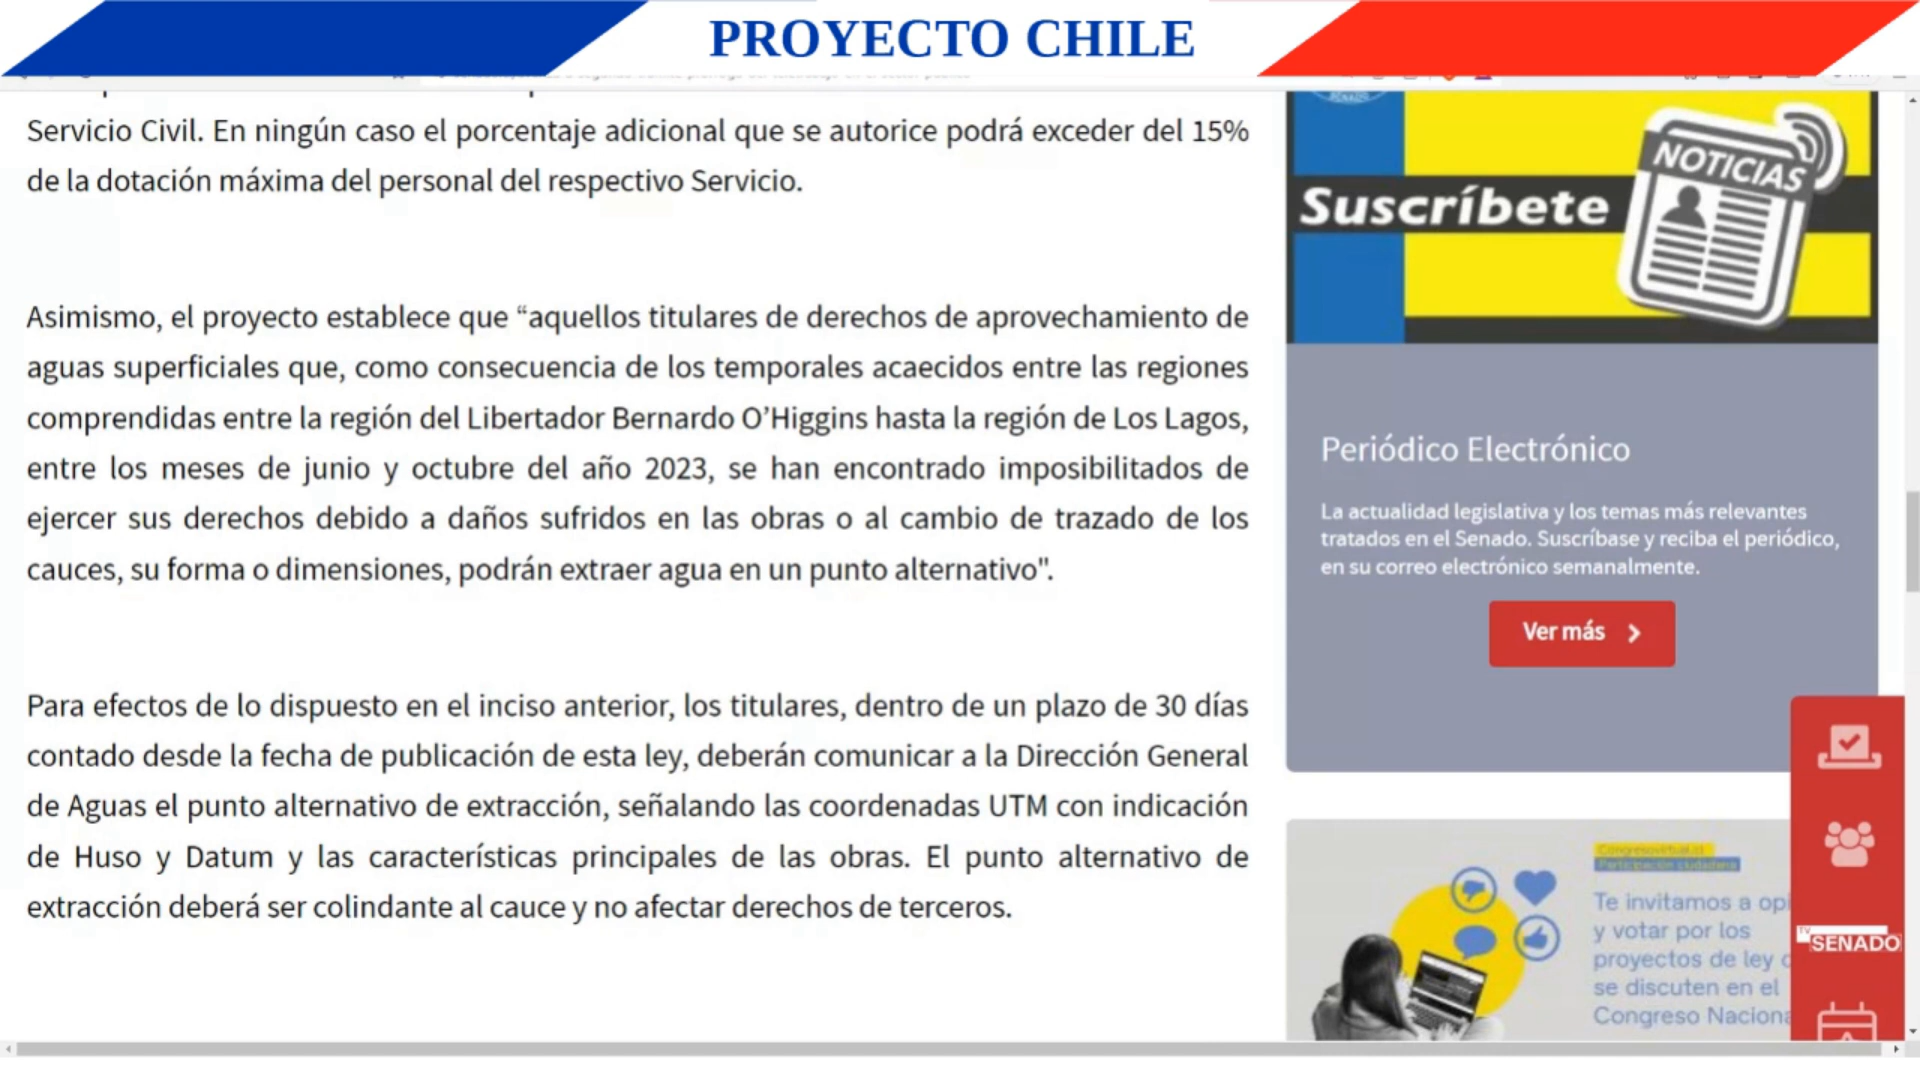 PROYECTO CHILE
Servicio Civil. En ningún caso el porcentaje adicional que se autorice podrá exceder del 15%
de la dotación máxima del personal del respectivo Servicio.
Asimismo, el proyecto establece que “aquellos titulares de derechos de aprovechamiento de
aguas superficiales que, como consecuencia de los temporales acaecidos entre las regiones
comprendidas entre la región del Libertador Bernardo O’Higgins hasta la región de Los Lagos,
entre los meses de junio y octubre del año 2023, se han encontrado imposibilitados de
ejercer sus derechos debido a daños sufridos en las obras o al cambio de trazado de los
cauces, su forma o dimensiones, podrán extraer agua en un punto alternativo".
Para efectos de lo dispuesto en el inciso anterior, los titulares, dentro de un plazo de 30 días
contado desde la fecha de publicación de esta ley, deberán comunicar a la Dirección General
de Aguas el punto alternativo de extracción, señalando las coordenadas UTM con indicación
de Huso y Datum y las características principales de las obras. El punto alternativo de
extracción deberá ser colindante al cauce y no afectar derechos de terceros.
SENADO
NOTICIAS
Suscríbete
Periódico Electrónico
La actualidad legislativa y los temas más relevantes
tratados en el Senado. Suscríbase y reciba el periódico,
en su correo electrónico semanalmente.
Ver más
Congresovirtual.cl
Participación ciudadana
Te invitamos a opi
y votar por los
proyectos de ley
se discuten en el
Congreso Naciona
TV
SENADO